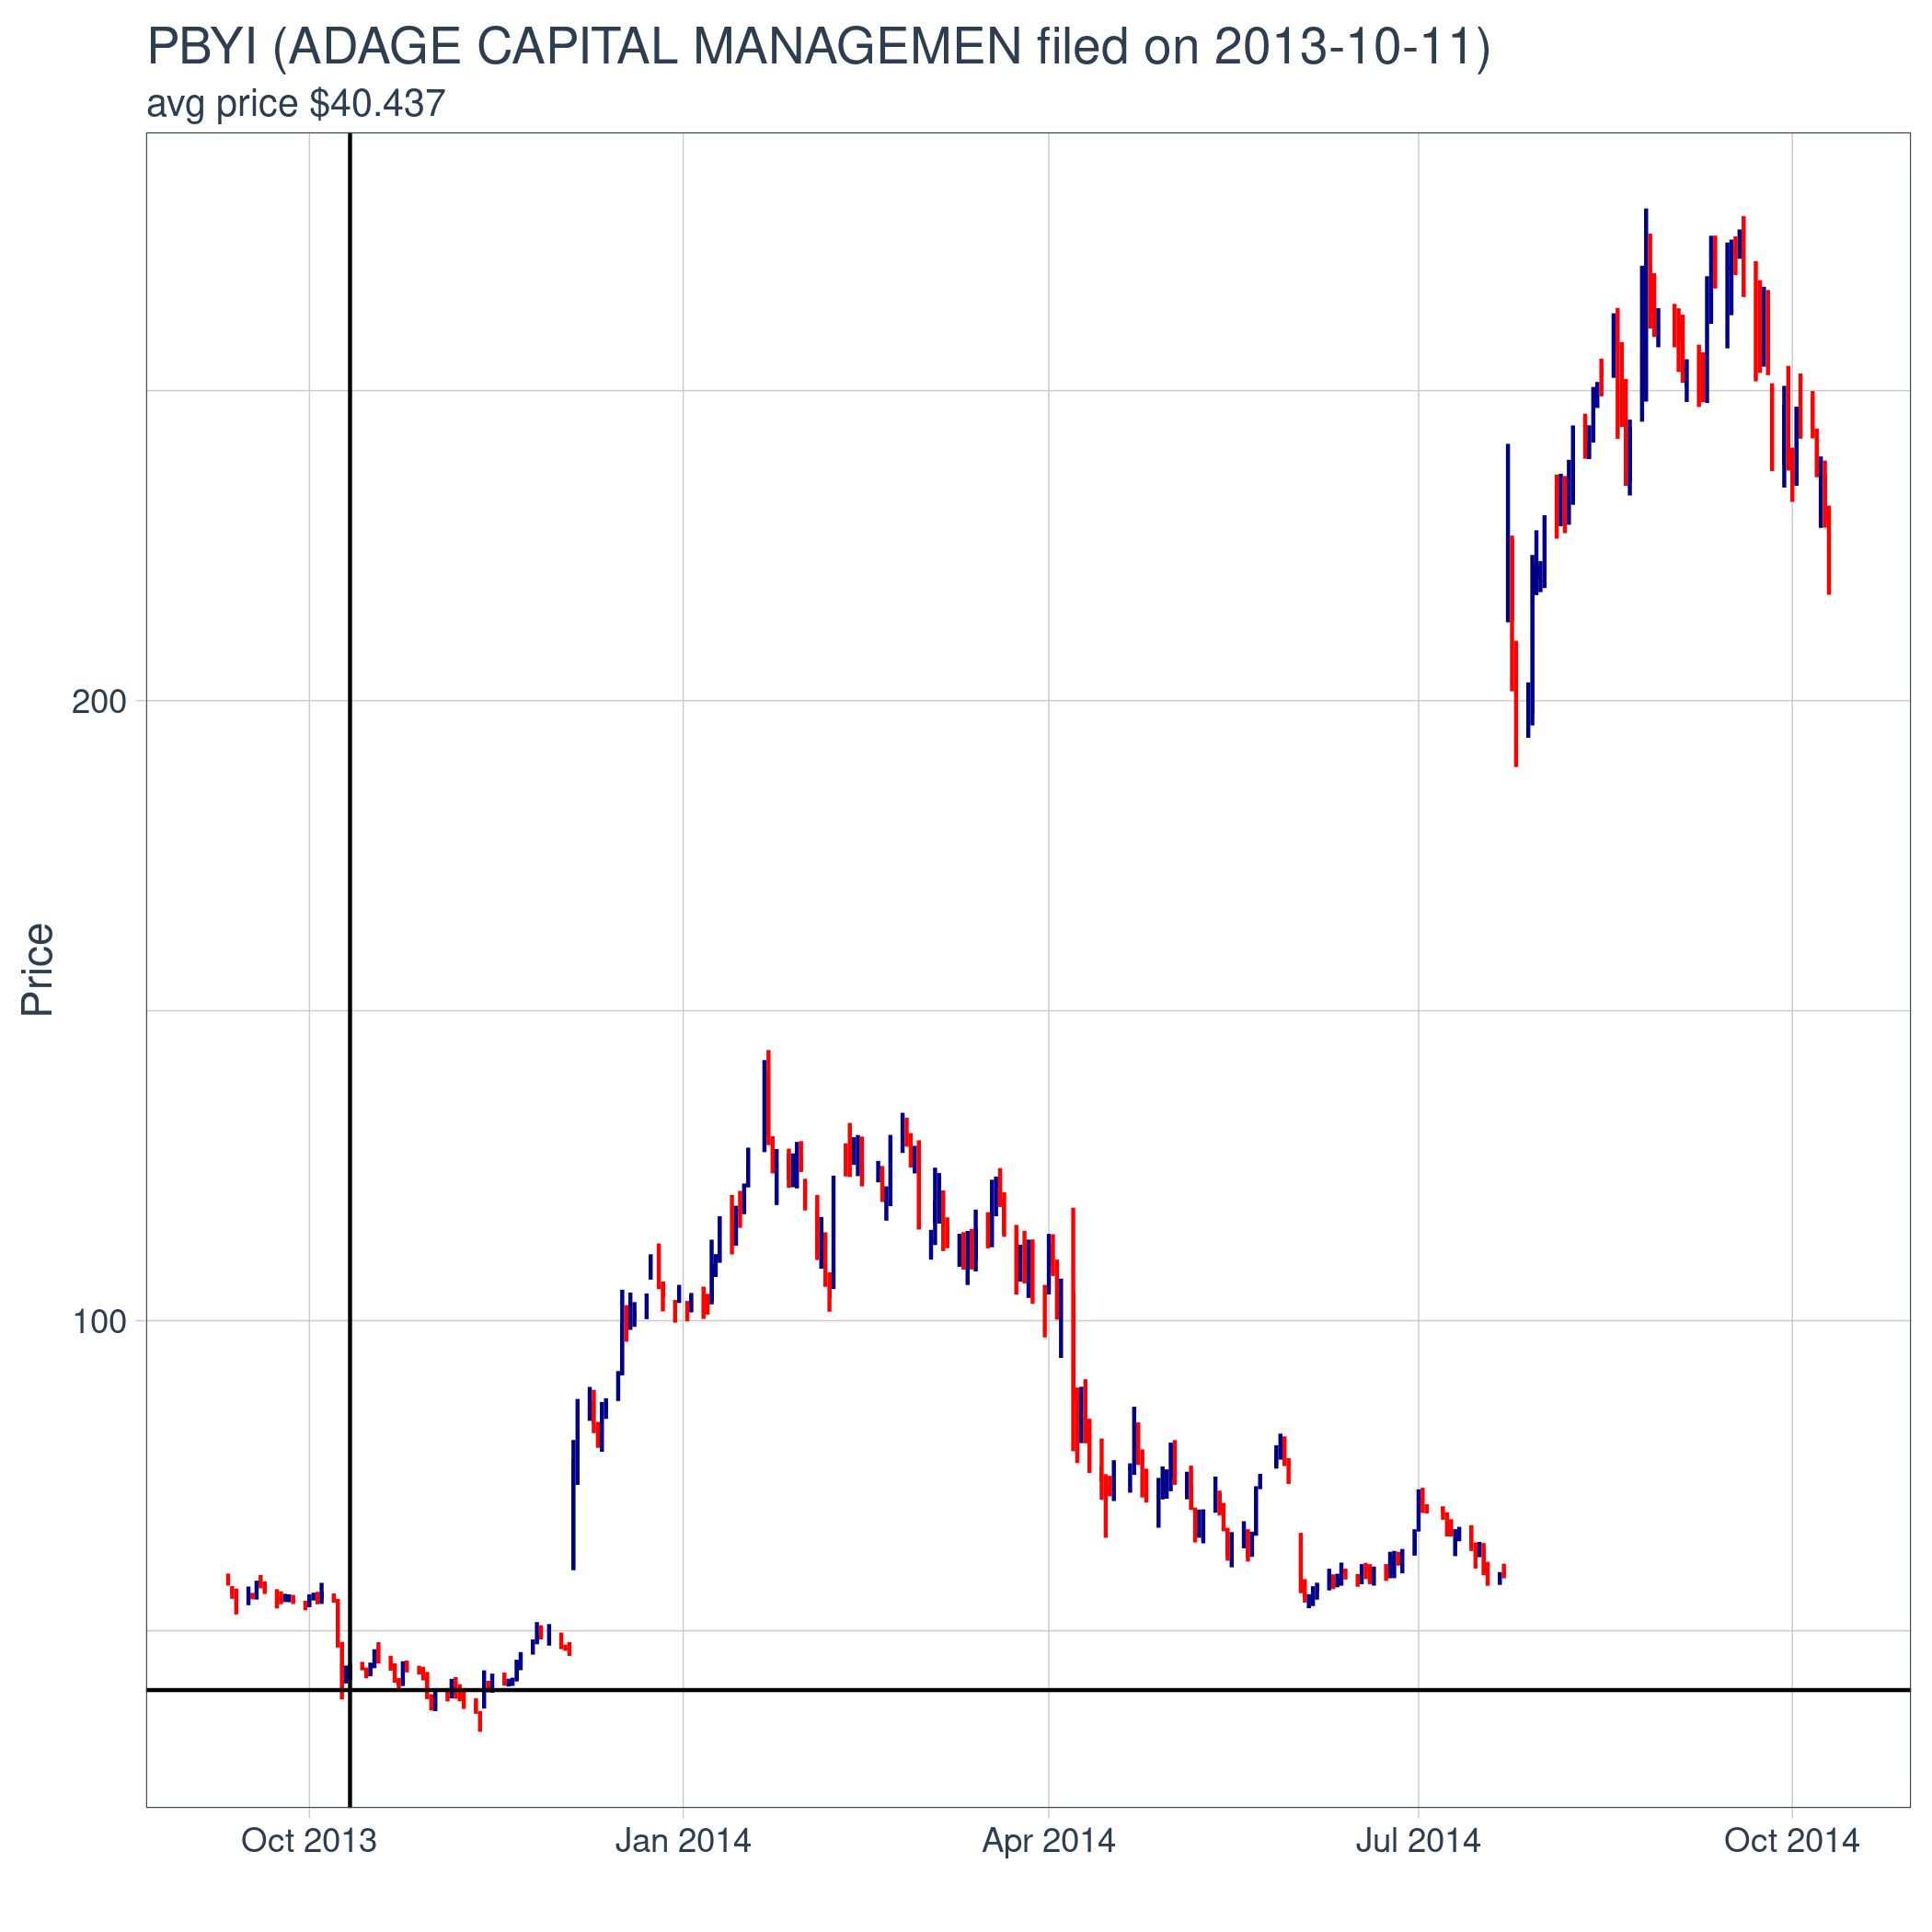 PBYI (ADAGE CAPITAL MANAGEMEN filed on 2013-10-11)
avg price $40.437
Price
200
100
Oct 2013
Jan 2014
Apr 2014
Jul 2014
Oct 2014